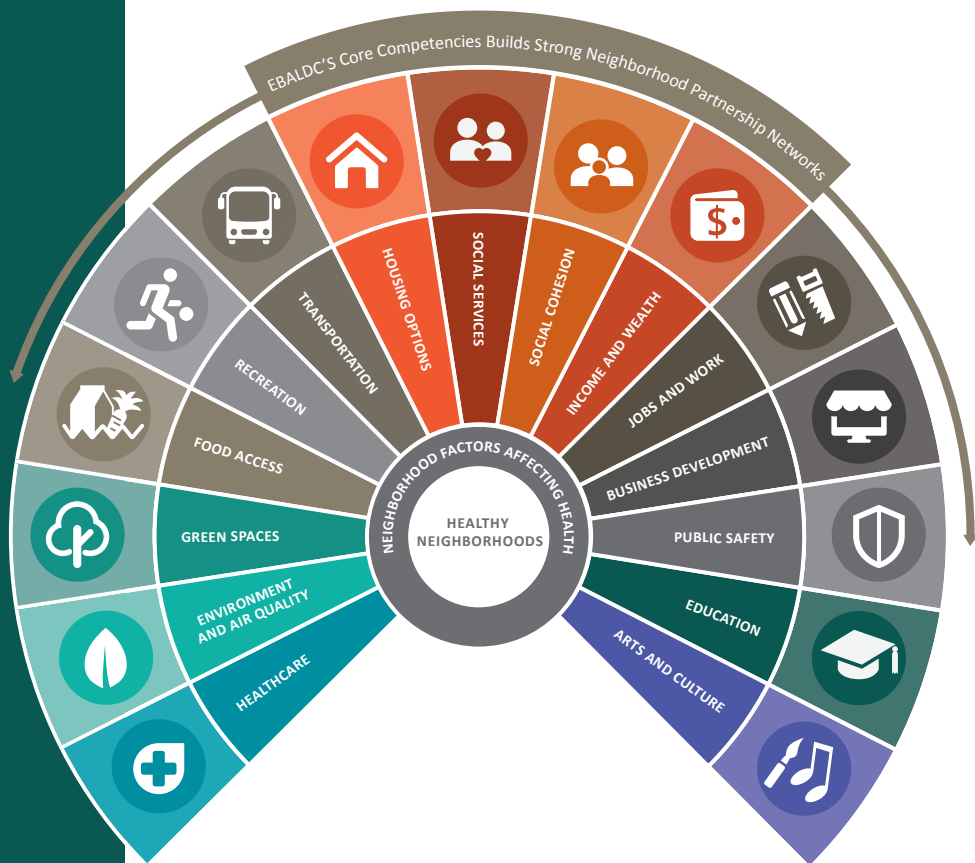 EBALDC'S Core Competencies Builds Strong Neighborhood Partnership Networks
HEALTHCARE
ENVIRONMENT
AND AIR QUALITY
GREEN SPACES
FOOD ACCESS
RECREATION
TRANSPORTATION
HOUSING OPTIONS
SOCIAL SERVICES
SOCIAL COHESION
INCOME AND WEALTH
$
JOBS AND WORK
BUSINESS DEVELOPMENT
PUBLIC SAFETY
EDUCATION
ARTS AND CULTURE
NEIGHBORHOOD FACTORS AFFECTING HEALTH
HEALTHY
NEIGHBORHOODS